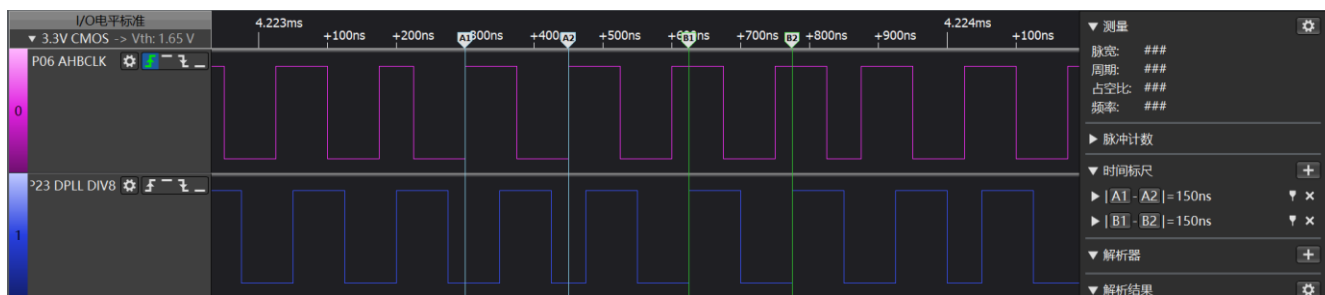 I/O电平标准
▼ 3.3V CMOS -> Vth: 1.65 V
4.223ms
+100ns
+200ns
A1
+300ns
+400
A2
+500ns
+600ns
B1
+700ns
B2
+800ns
+900ns
4.224ms
+100ns
P06 AHBCLK
0
P23 DPLL DIV8
1
▼ 测量
脉宽: ###
周期: ###
占空比: ###
频率: ###
▶ 脉冲计数
▼ 时间标尺 +
▶ | A1 - A2 |=150ns ×
▶ | B1 - B2 |=150ns ×
▼ 解析器 +
▼ 解析结果